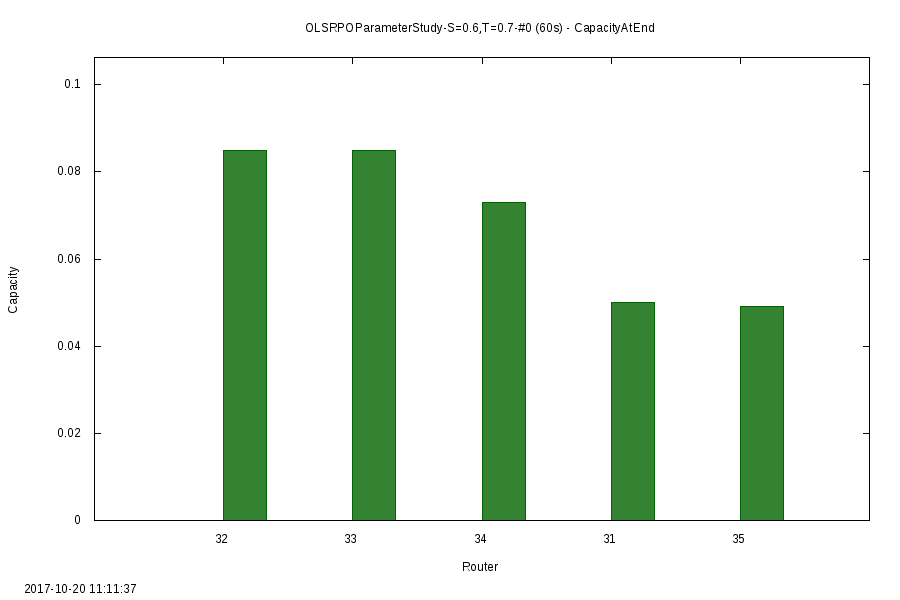 OLSRPOParameterStudy-S=0.6,T=0.7-#0 (60s) - CapacityAtEnd
0.1
0.08
0.06
0.04
0.02
0
Capacity
32 33 34 31 35
Router
2017-10-20 11:11:37